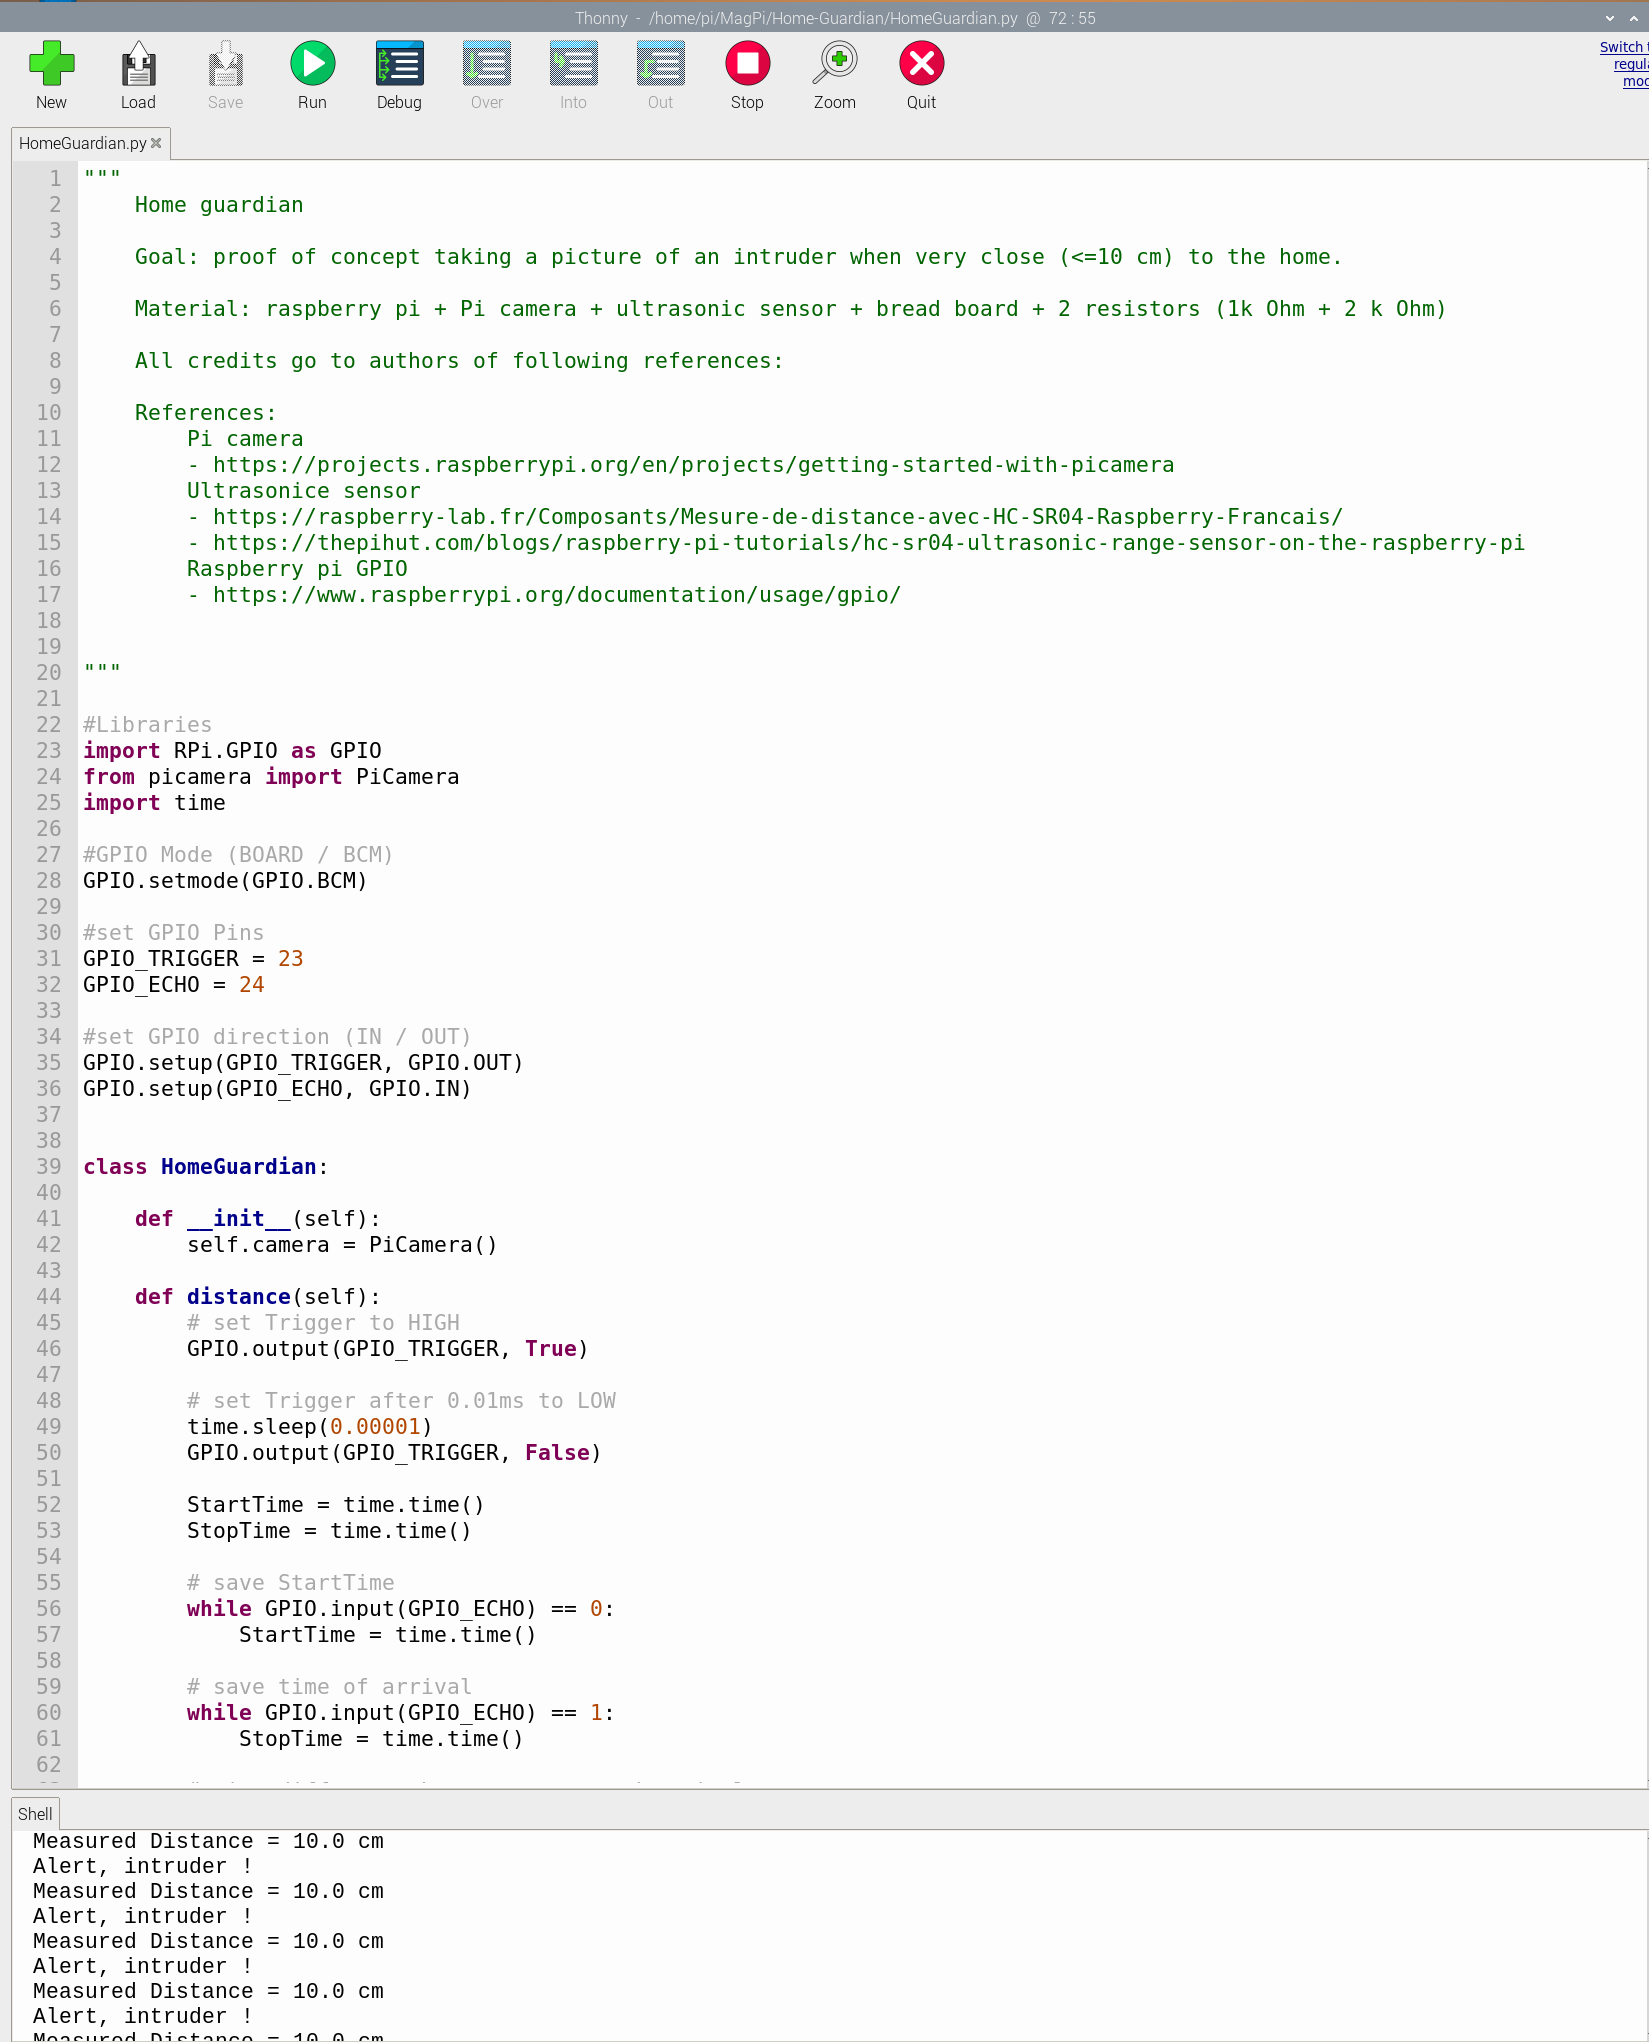 Thonny - /home/pi/MagPi/Home-Guardian/HomeGuardian.py @ 72 : 55
New Load Save Run Debug Over Into Out Stop Zoom Quit
Switch
HomeGuardian.py
1 """
2     Home guardian
3
4     Goal: proof of concept taking a picture of an intruder when very close (<=10 cm) to the home.
5
6     Material: raspberry pi + Pi camera + ultrasonic sensor + bread board + 2 resistors (1k Ohm + 2 k Ohm)
7
8     All credits go to authors of following references:
9
10     References:
11         Pi camera
12         - https://projects.raspberrypi.org/en/projects/getting-started-with-picamera
13         Ultrasonice sensor
14         - https://raspberry-lab.fr/Composants/Mesure-de-distance-avec-HC-SR04-Raspberry-Francais/
15         - https://thepihut.com/blogs/raspberry-pi-tutorials/hc-sr04-ultrasonic-range-sensor-on-the-raspberry-pi
16         Raspberry pi GPIO
17         - https://www.raspberrypi.org/documentation/usage/gpio/
18
19
20 """
21
22 #Libraries
23 import RPi.GPIO as GPIO
24 from picamera import PiCamera
25 import time
26
27 #GPIO Mode (BOARD / BCM)
28 GPIO.setmode(GPIO.BCM)
29
30 #set GPIO Pins
31 GPIO_TRIGGER = 23
32 GPIO_ECHO = 24
33
34 #set GPIO direction (IN / OUT)
35 GPIO.setup(GPIO_TRIGGER, GPIO.OUT)
36 GPIO.setup(GPIO_ECHO, GPIO.IN)
37
38
39 class HomeGuardian:
40
41     def __init__(self):
42         self.camera = PiCamera()
43
44     def distance(self):
45         # set Trigger to HIGH
46         GPIO.output(GPIO_TRIGGER, True)
47
48         # set Trigger after 0.01ms to LOW
49         time.sleep(0.00001)
50         GPIO.output(GPIO_TRIGGER, False)
51
52         StartTime = time.time()
53         StopTime = time.time()
54
55         # save StartTime
56         while GPIO.input(GPIO_ECHO) == 0:
57             StartTime = time.time()
58
59         # save time of arrival
60         while GPIO.input(GPIO_ECHO) == 1:
61             StopTime = time.time()
62
Shell
Measured Distance = 10.0 cm
Alert, intruder !
Measured Distance = 10.0 cm
Alert, intruder !
Measured Distance = 10.0 cm
Alert, intruder !
Measured Distance = 10.0 cm
Alert, intruder !
Measured Distance = 10.0 cm